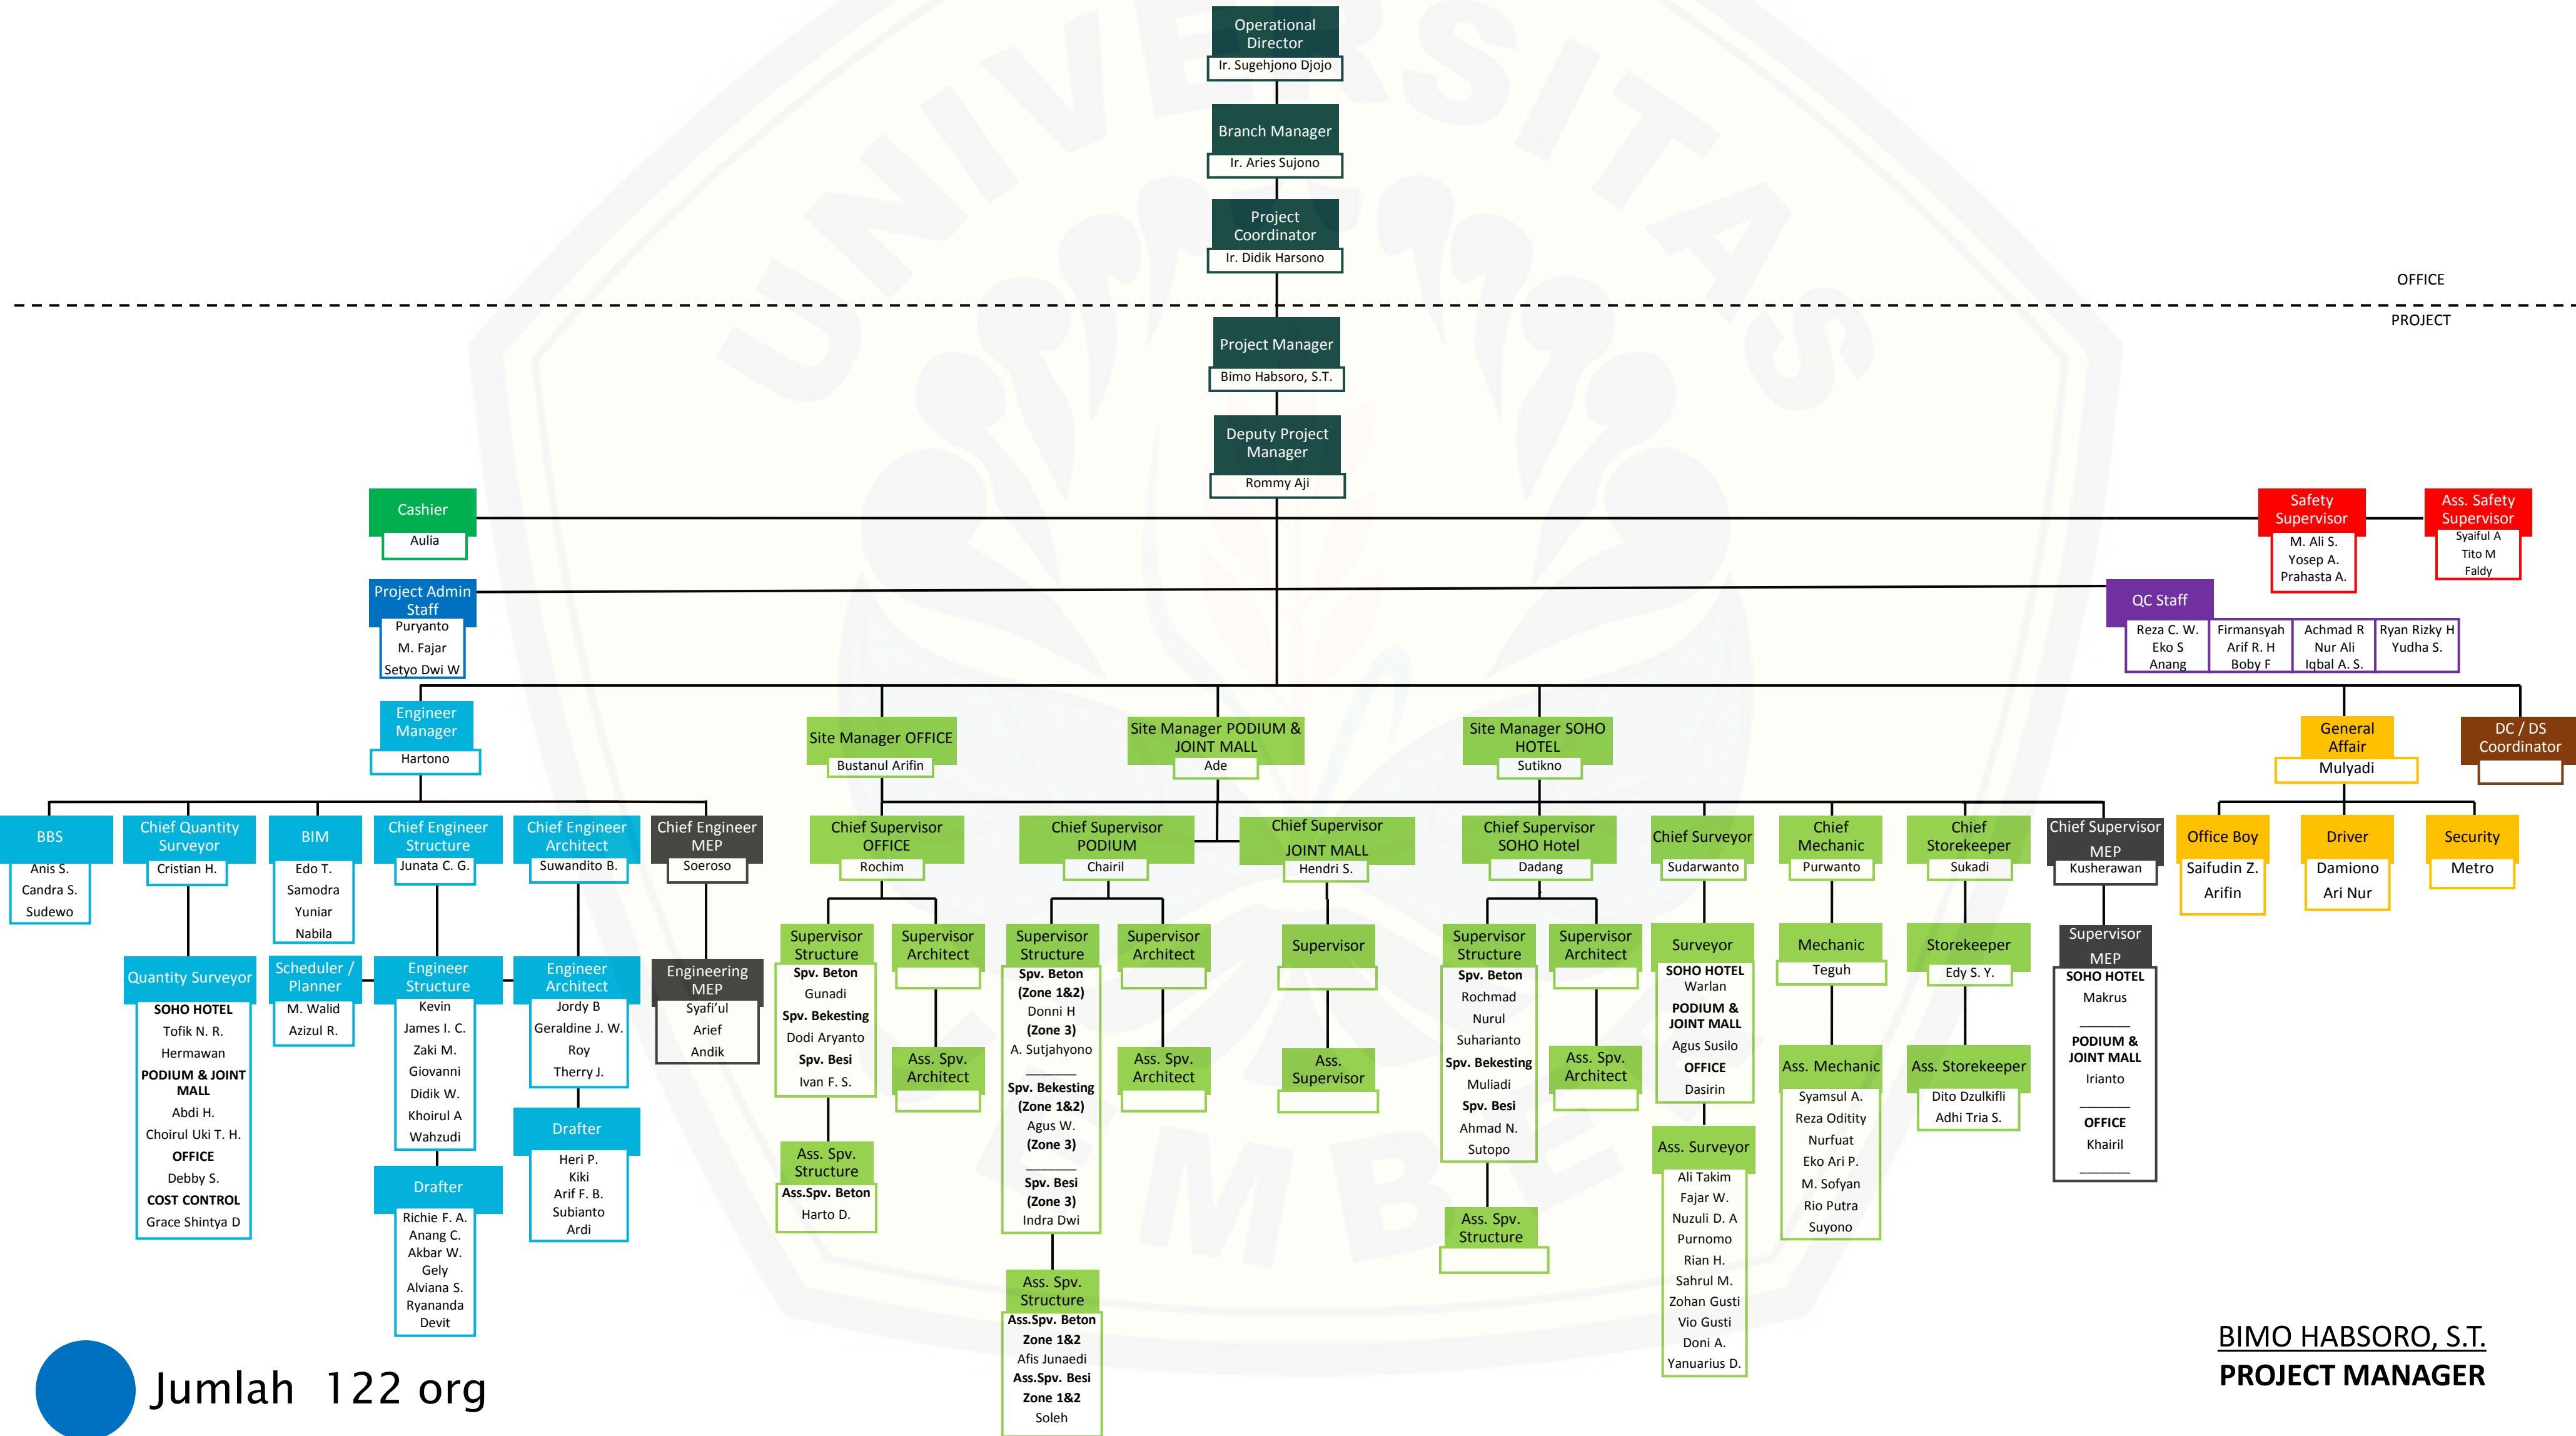 UNIVERSITAS
JEMBER
Operational
Director
Ir. Sugehjono Djojo
Branch Manager
Ir. Aries Sujono
Project
Coordinator
Ir. Didik Harsono
OFFICE
PROJECT
Project Manager
Bimo Habsoro, S.T.
Deputy Project
Manager
Rommy Aji
Cashier
Aulia
Safety
Supervisor
M. Ali S.
Yosep A.
Prahasta A.
Ass. Safety
Supervisor
Syaiful A
Tito M
Faldy
Project Admin
Staff
Puryanto
M. Fajar
Setyo Dwi W
QC Staff
Reza C. W.
Eko S
Anang
Firmansyah
Arif R. H
Boby F
Achmad R
Nur Ali
Iqbal A. S.
Ryan Rizky H
Yudha S.
Engineer
Manager
Hartono
Site Manager OFFICE
Bustanul Arifin
Site Manager PODIUM &
JOINT MALL
Ade
Site Manager SOHO
HOTEL
Sutikno
General
Affair
Mulyadi
DC / DS
Coordinator
BBS
Anis S.
Candra S.
Sudewo
Chief Quantity
Surveyor
Cristian H.
BIM
Edo T.
Samodra
Yuniar
Nabila
Chief Engineer
Structure
Junata C. G.
Chief Engineer
Architect
Suwandito B.
Chief Engineer
MEP
Soeroso
Chief Supervisor
OFFICE
Rochim
Chief Supervisor
PODIUM
Chairil
Chief Supervisor
JOINT MALL
Hendri S.
Chief Supervisor
SOHO Hotel
Dadang
Chief Surveyor
Sudarwanto
Chief
Mechanic
Purwanto
Chief
Storekeeper
Sukadi
Chief Supervisor
MEP
Kusherawan
Office Boy
Saifudin Z.
Arifin
Driver
Damiono
Ari Nur
Security
Metro
Quantity Surveyor
SOHO HOTEL
Tofik N. R.
Hermawan
PODIUM & JOINT
MALL
Abdi H.
Choirul Uki T. H.
OFFICE
Debby S.
COST CONTROL
Grace Shintya D
Scheduler /
Planner
M. Walid
Azizul R.
Engineer
Structure
Kevin
James I. C.
Zaki M.
Giovanni
Didik W.
Khoirul A
Wahzudi
Drafter
Richie F. A.
Anang C.
Akbar W.
Gely
Alviana S.
Ryananda
Devit
Engineer
Architect
Jordy B
Geraldine J. W.
Roy
Therry J.
Drafter
Heri P.
Kiki
Arif F. B.
Subianto
Ardi
Engineering
MEP
Syafi’ul
Arief
Andik
Supervisor
Structure
Spv. Beton
Gunadi
Spv. Bekesting
Dodi Aryanto
Spv. Besi
Ivan F. S.
Ass. Spv.
Structure
Ass.Spv. Beton
Harto D.
Supervisor
Architect
Ass. Spv.
Architect
Supervisor
Structure
Spv. Beton
(Zone 1&2)
Donni H
(Zone 3)
A. Sutjahyono
_______
Spv. Bekesting
(Zone 1&2)
Agus W.
(Zone 3)
_______
Spv. Besi
(Zone 3)
Indra Dwi
Ass. Spv.
Structure
Ass.Spv. Beton
Zone 1&2
Afis Junaedi
Ass.Spv. Besi
Zone 1&2
Soleh
Supervisor
Architect
Ass. Spv.
Architect
Supervisor
Ass.
Supervisor
Supervisor
Structure
Spv. Beton
Rochmad
Nurul
Suharianto
Spv. Bekesting
Muliadi
Spv. Besi
Ahmad N.
Sutopo
Ass. Spv.
Structure
Supervisor
Architect
Ass. Spv.
Architect
Surveyor
SOHO HOTEL
Warlan
PODIUM &
JOINT MALL
Agus Susilo
OFFICE
Dasirin
Ass. Surveyor
Ali Takim
Fajar W.
Nuzuli D. A
Purnomo
Rian H.
Sahrul M.
Zohan Gusti
Vio Gusti
Doni A.
Yanuarius D.
Mechanic
Teguh
Ass. Mechanic
Syamsul A.
Reza Oditity
Nurfuat
Eko Ari P.
M. Sofyan
Rio Putra
Suyono
Storekeeper
Edy S. Y.
Ass. Storekeeper
Dito Dzulkifli
Adhi Tria S.
Supervisor
MEP
SOHO HOTEL
Makrus
_______
PODIUM &
JOINT MALL
Irianto
_______
OFFICE
Khairil
_______
Jumlah 122 org
BIMO HABSORO, S.T.
PROJECT MANAGER